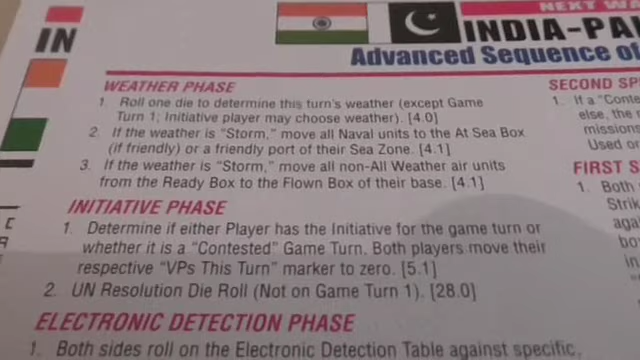 NEXT WA
IN
INDIA-PA
Advanced Sequence of
WEATHER PHASE
1. Roll one die to determine this turn's weather (except Game
Turn 1; Initiative player may choose weather). [4.0]
2. If the weather is "Storm," move all Naval units to the At Sea Box
(if friendly) or a friendly port of their Sea Zone. [4.1]
3. If the weather is "Storm," move all non-All Weather air units
from the Ready Box to the Flown Box of their base. [4.1]
INITIATIVE PHASE
1. Determine if either Player has the Initiative for the game turn or
whether it is a "Contested" Game Turn. Both players move their
respective "VPs This Turn" marker to zero. [5.1]
2. UN Resolution Die Roll (Not on Game Turn 1). [28.0]
ELECTRONIC DETECTION PHASE
1. Both sides roll on the Electronic Detection Table against specific,
SECOND SP
1. If a "Conte
else, the
mission
Used or
FIRST S
1. Both
Strik
aga
bo
in